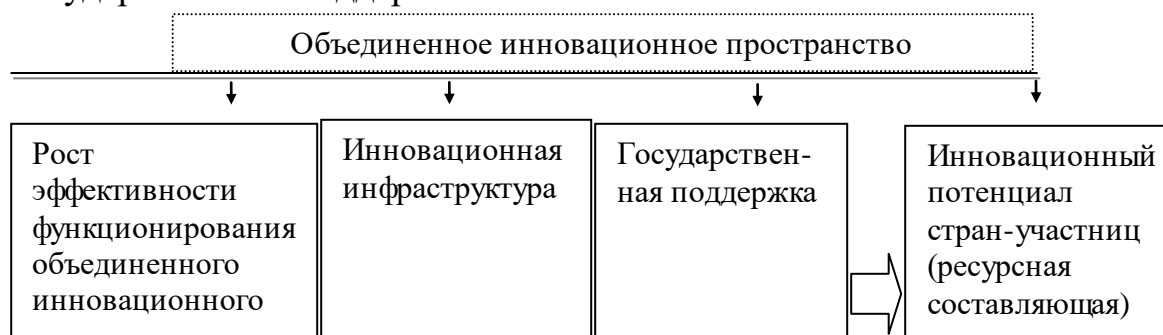 Объединенное инновационное пространство
Рост
эффективности
функционирования
объединенного
инновационного
Инновационная
инфраструктура
Государствен-
ная поддержка
Инновационный
потенциал
стран-участниц
(ресурсная
составляющая)